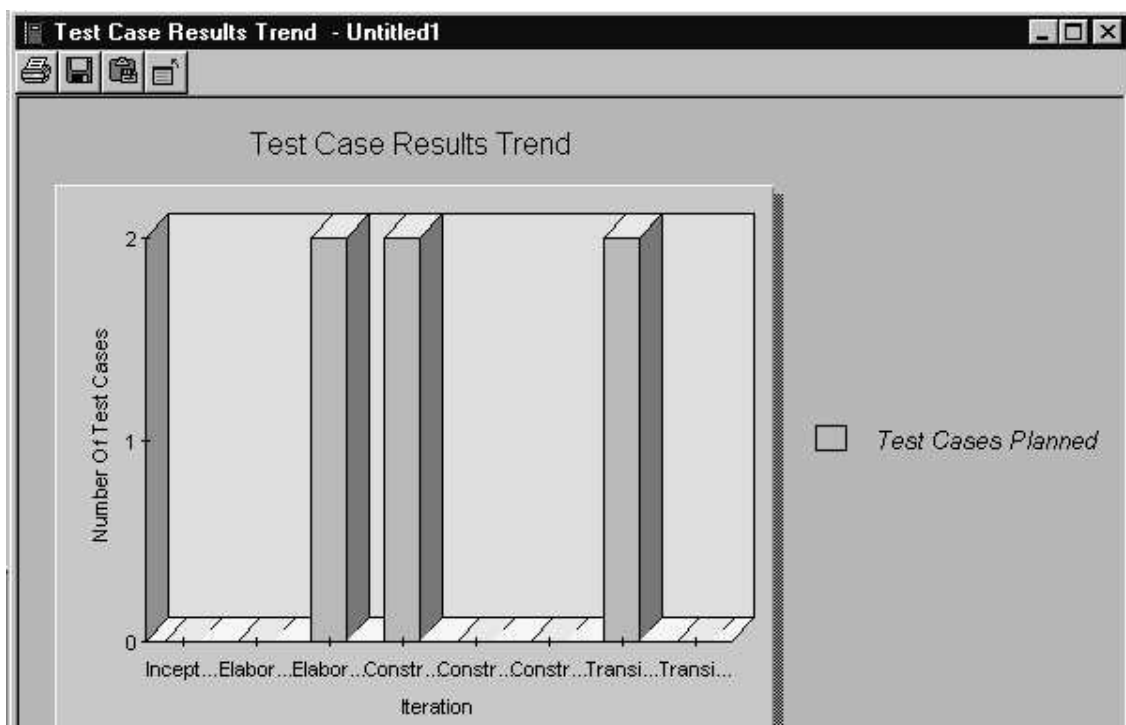 Test Case Results Trend - Untitled1
Test Case Results Trend
Number Of Test Cases
2
1
0
Incept... Elabor... Elabor... Constr... Constr... Constr... Transi... Transi...
Iteration
Test Cases Planned